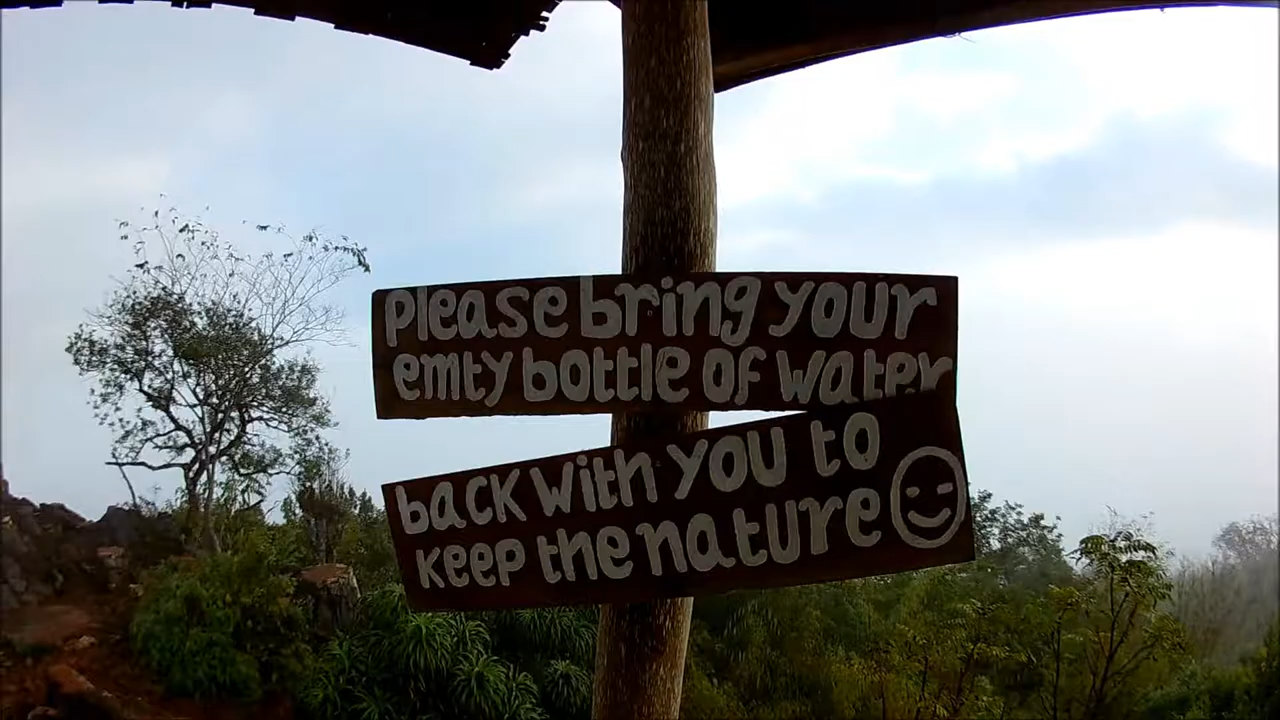 please bring your
emty bottle of water
back with you to
keep the nature